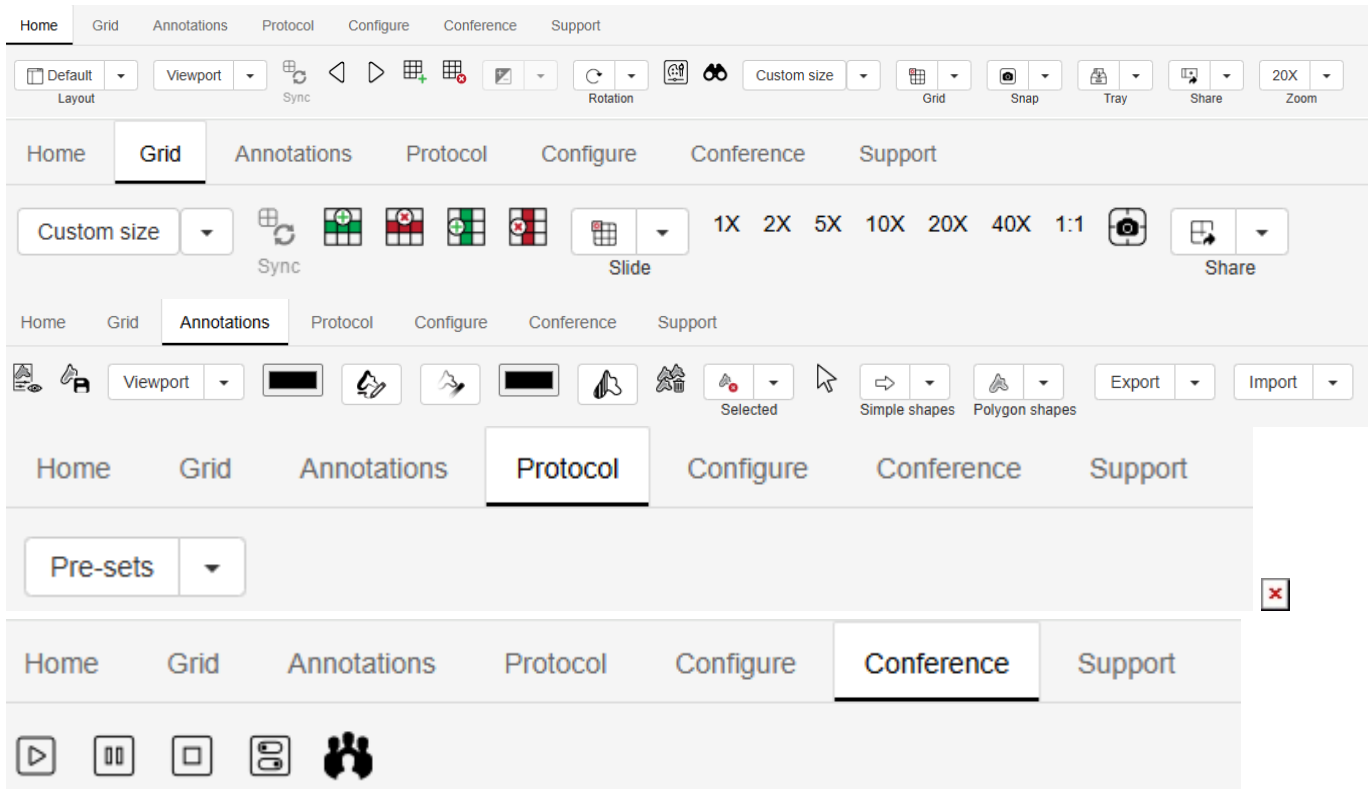 Home Grid Annotations Protocol Configure Conference Support
Default Viewport Custom size 20X
Layout Sync Rotation Grid Snap Tray Share Zoom
Home Grid Annotations Protocol Configure Conference Support
Custom size 1X 2X 5X 10X 20X 40X 1:1
Sync Slide Share
Home Grid Annotations Protocol Configure Conference Support
Viewport Export Import
Selected Simple shapes Polygon shapes
Home Grid Annotations Protocol Configure Conference Support
Pre-sets
Home Grid Annotations Protocol Configure Conference Support